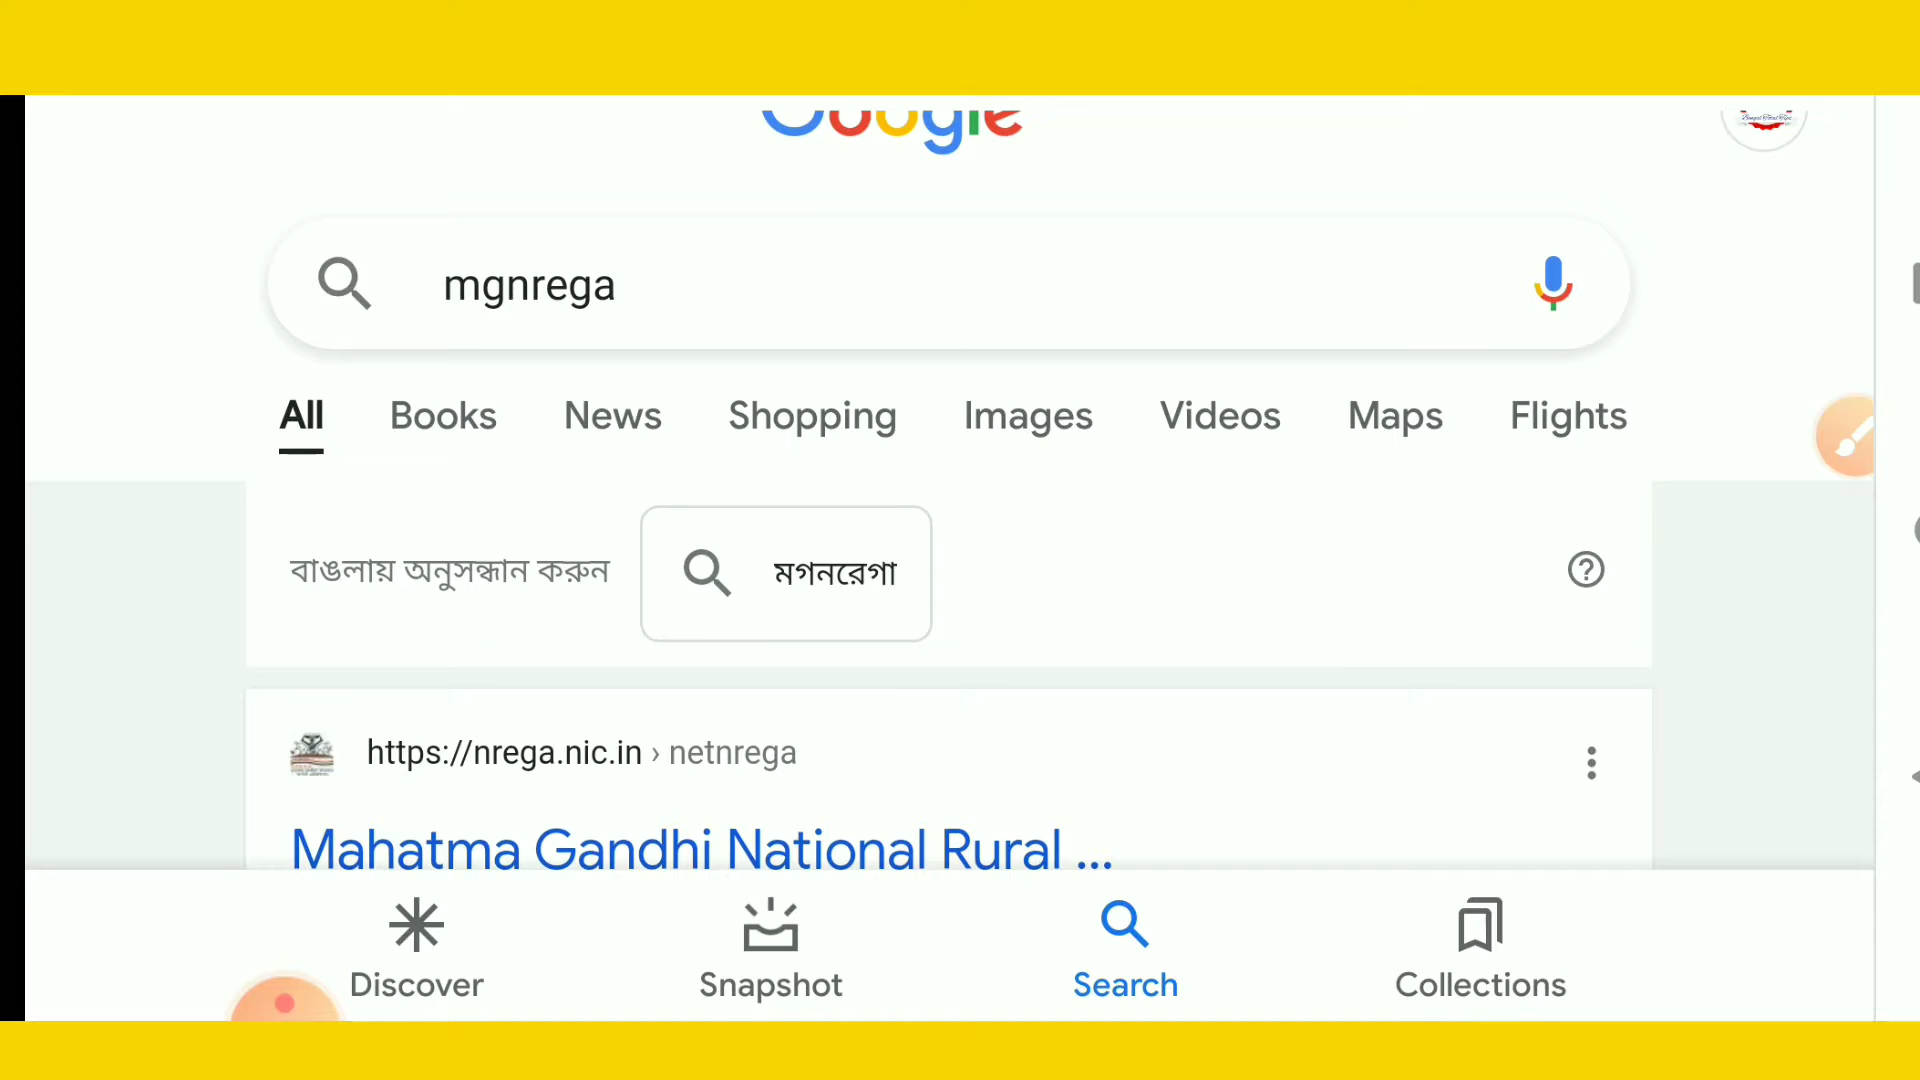 Google
mgnrega
All Books News Shopping Images Videos Maps Flights
বাঙলায় অনুসন্ধান করুন মগনরেগা
https://nrega.nic.in › netnrega
Mahatma Gandhi National Rural ...
Discover Snapshot Search Collections